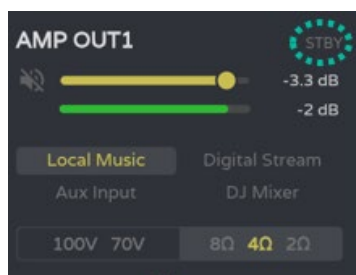 AMP OUT1 STBY
-3.3 dB
-2 dB
Local Music Digital Stream
Aux Input DJ Mixer
100V 70V 8Ω 4Ω 2Ω